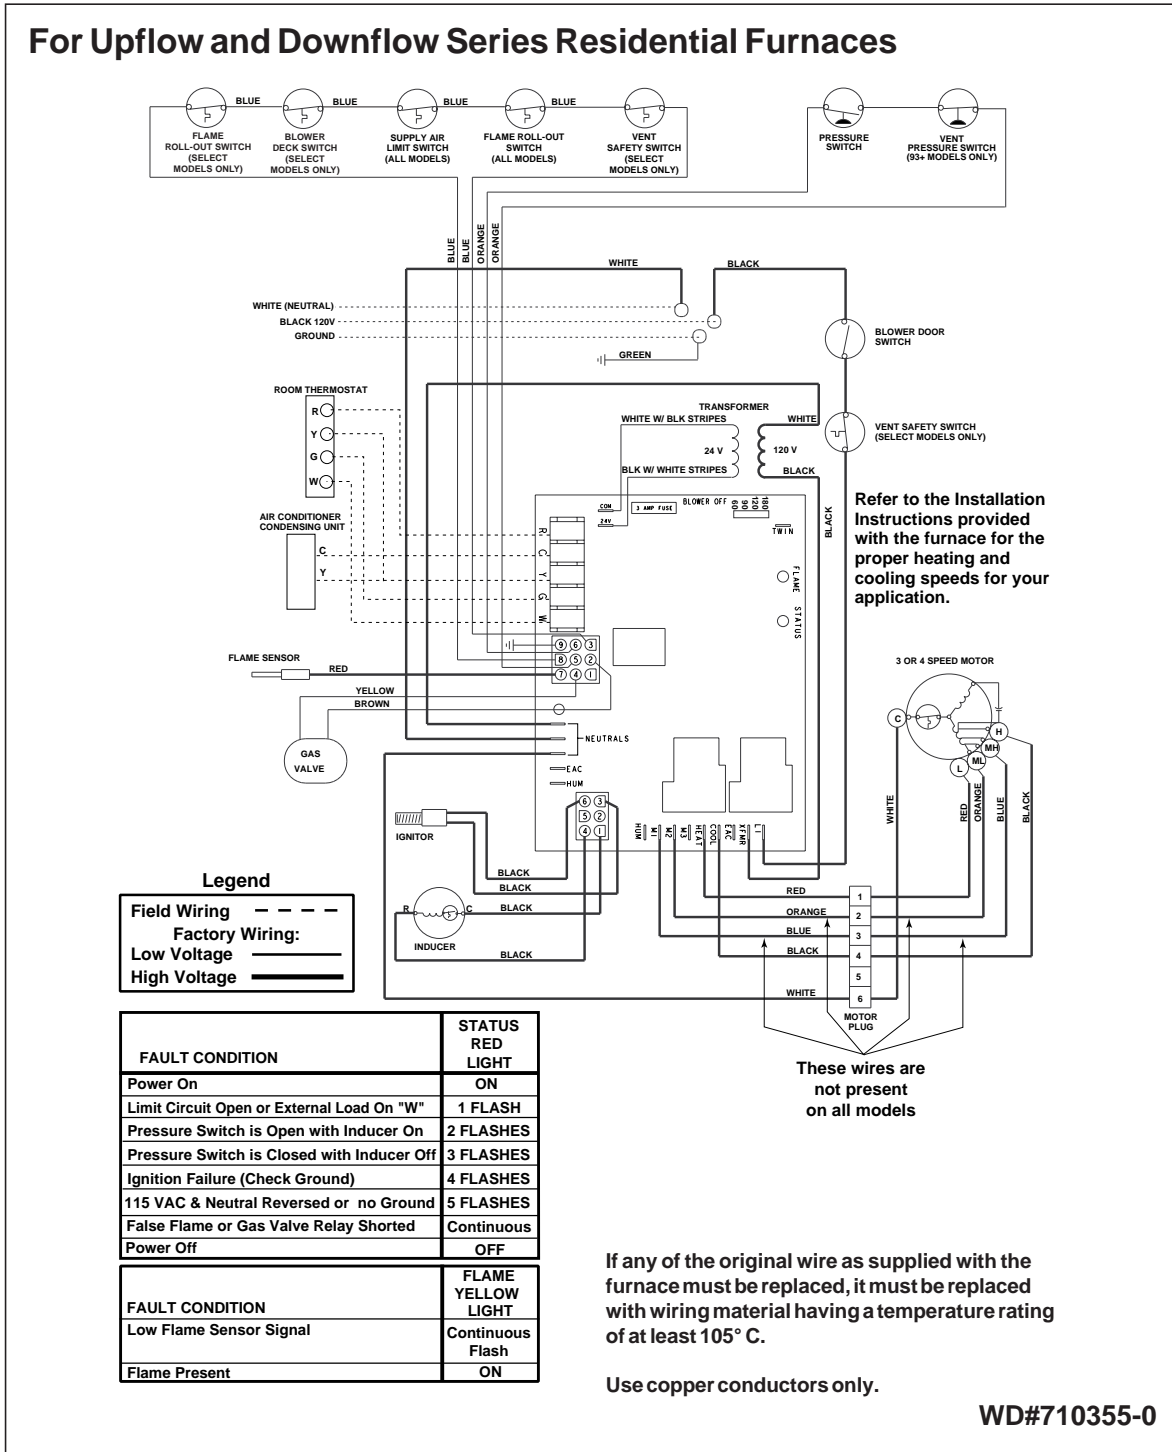 For Upflow and Downflow Series Residential Furnaces
BLUE
BLUE
BLUE
BLUE
FLAME
ROLL-OUT SWITCH
(SELECT
MODELS ONLY)
BLOWER
DECK SWITCH
(SELECT
MODELS ONLY)
SUPPLY AIR
LIMIT SWITCH
(ALL MODELS)
FLAME ROLL-OUT
SWITCH
(ALL MODELS)
VENT
SAFETY SWITCH
(SELECT
MODELS ONLY)
PRESSURE
SWITCH
VENT
PRESSURE SWITCH
(93+ MODELS ONLY)
BLUE
BLUE
ORANGE
ORANGE
WHITE
BLACK
WHITE (NEUTRAL)
BLACK 120V
GROUND
GREEN
BLOWER DOOR
SWITCH
ROOM THERMOSTAT
R
Y
G
W
TRANSFORMER
WHITE W/ BLK STRIPES
WHITE
24 V
120 V
BLK W/ WHITE STRIPES
BLACK
VENT SAFETY SWITCH
(SELECT MODELS ONLY)
AIR CONDITIONER
CONDENSING UNIT
C
Y
COM
24V
3 AMP FUSE
BLOWER OFF
60
90
120
180
TWIN
BLACK
R
C
Y
G
W
FLAME
STATUS
Refer to the Installation
Instructions provided
with the furnace for the
proper heating and
cooling speeds for your
application.
9 6 3
8 5 2
7 4 1
FLAME SENSOR
RED
YELLOW
BROWN
GAS
VALVE
NEUTRALS
EAC
HUM
3 OR 4 SPEED MOTOR
C
H
MH
ML
L
WHITE
RED
ORANGE
BLUE
BLACK
6 3
5 2
4 1
IGNITOR
HUM
M1
M2
M3
HEAT
COOL
EAC
XFMR
L1
BLACK
BLACK
R
C
BLACK
INDUCER
BLACK
RED
1
ORANGE
2
BLUE
3
BLACK
4
5
WHITE
6
MOTOR
PLUG
These wires are
not present
on all models
Legend
Field Wiring
Factory Wiring:
Low Voltage
High Voltage
FAULT CONDITION
STATUS
RED
LIGHT
Power On
ON
Limit Circuit Open or External Load On "W"
1 FLASH
Pressure Switch is Open with Inducer On
2 FLASHES
Pressure Switch is Closed with Inducer Off
3 FLASHES
Ignition Failure (Check Ground)
4 FLASHES
115 VAC & Neutral Reversed or no Ground
5 FLASHES
False Flame or Gas Valve Relay Shorted
Continuous
Power Off
OFF
FAULT CONDITION
FLAME
YELLOW
LIGHT
Low Flame Sensor Signal
Continuous
Flash
Flame Present
ON
If any of the original wire as supplied with the
furnace must be replaced, it must be replaced
with wiring material having a temperature rating
of at least 105° C.
Use copper conductors only.
WD#710355-0